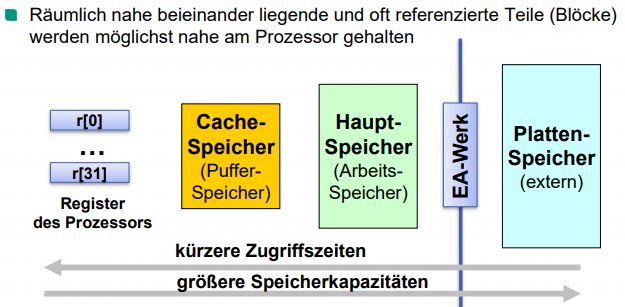 Räumlich nahe beieinander liegende und oft referenzierte Teile (Blöcke)
werden möglichst nahe am Prozessor gehalten
r[0]
...
r[31]
Register
des Prozessors
Cache-
Speicher
(Puffer-
Speicher)
Haupt-
Speicher
(Arbeits-
Speicher)
EA-Werk
Platten-
Speicher
(extern)
kürzere Zugriffszeiten
größere Speicherkapazitäten